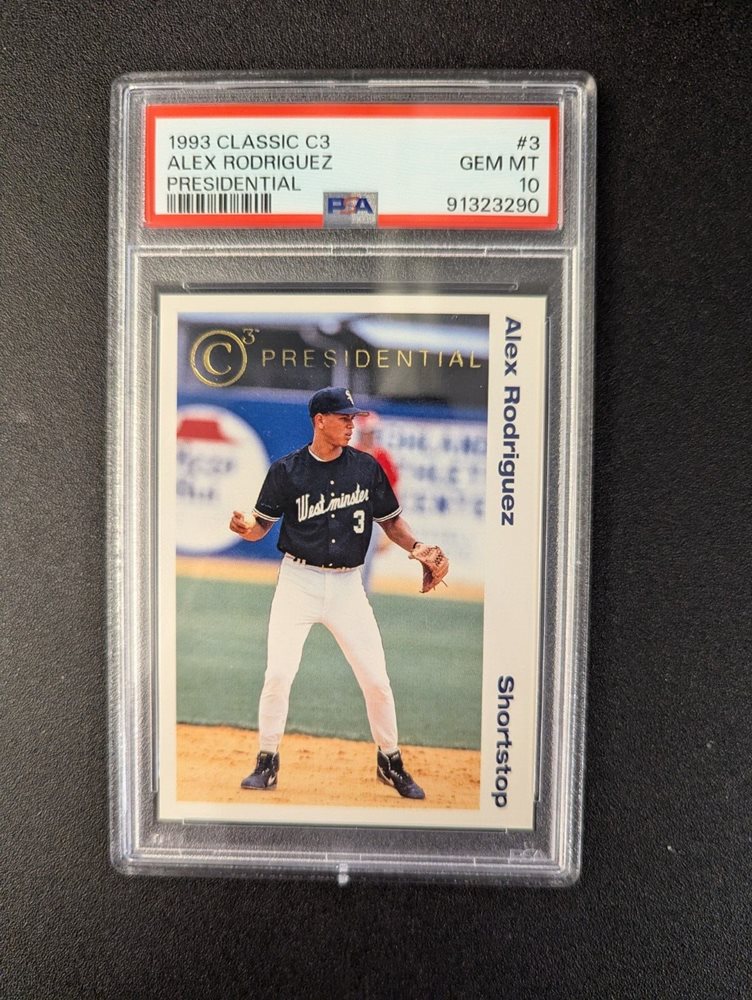 1993 CLASSIC C3 #3
ALEX RODRIGUEZ GEM MT
PRESIDENTIAL 10
PSA 91323290
C3 PRESIDENTIAL
Alex Rodriguez
Westminster
3
Shortstop